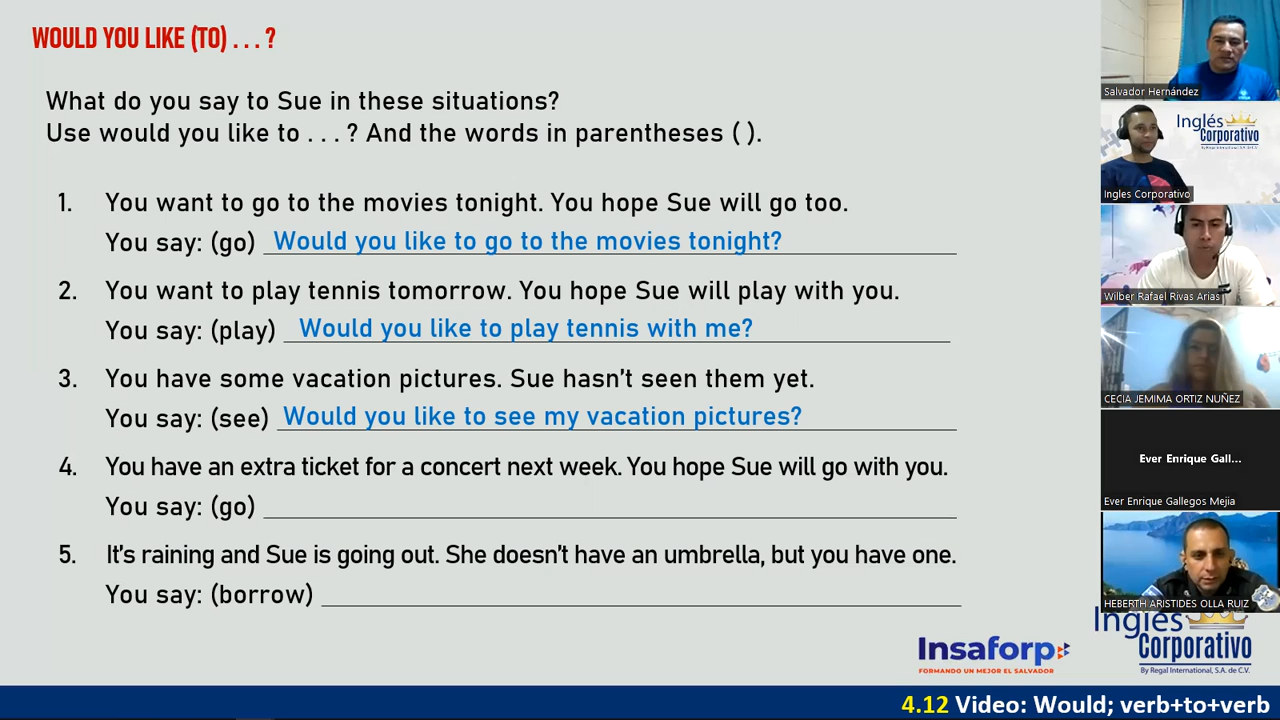 WOULD YOU LIKE (TO) . . . ?
What do you say to Sue in these situations?
Use would you like to . . . ? And the words in parentheses ( ).
1. You want to go to the movies tonight. You hope Sue will go too.
You say: (go) Would you like to go to the movies tonight?
2. You want to play tennis tomorrow. You hope Sue will play with you.
You say: (play) Would you like to play tennis with me?
3. You have some vacation pictures. Sue hasn't seen them yet.
You say: (see) Would you like to see my vacation pictures?
4. You have an extra ticket for a concert next week. You hope Sue will go with you.
You say: (go)
5. It's raining and Sue is going out. She doesn't have an umbrella, but you have one.
You say: (borrow)
Salvador Hernández
Inglés
Corporativo
By Regal International, S.A. de C.V.
Ingles Corporativo
Wilber Rafael Rivas Arias
CECIA JEMIMA ORTIZ NUÑEZ
Ever Enrique Gall...
Ever Enrique Gallegos Mejia
HEBERTH ARISTIDES OLLA RUIZ
Insaforp
FORMANDO UN MEJOR EL SALVADOR
Inglés
Corporativo
By Regal International, S.A. de C.V.
4.12 Video: Would; verb+to+verb